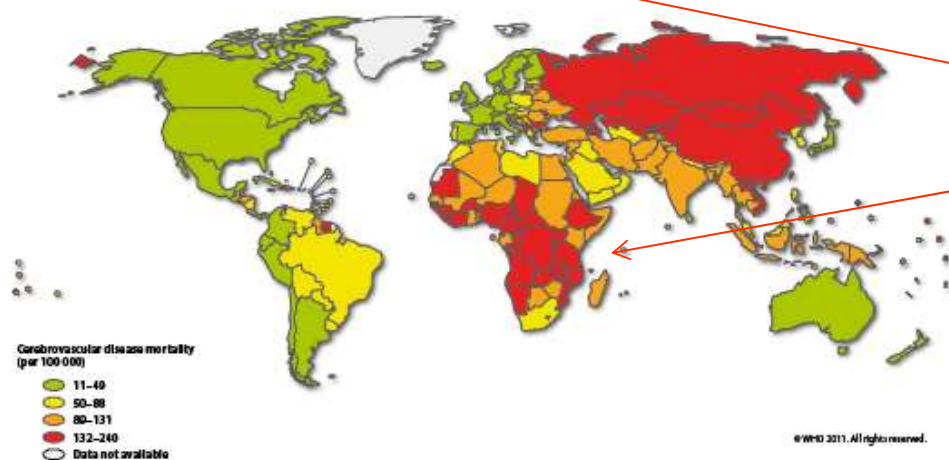 Cerebrovascular disease mortality
(per 100 000)
11–49
50–88
89–131
132–240
Data not available
©WHO 2011. All rights reserved.